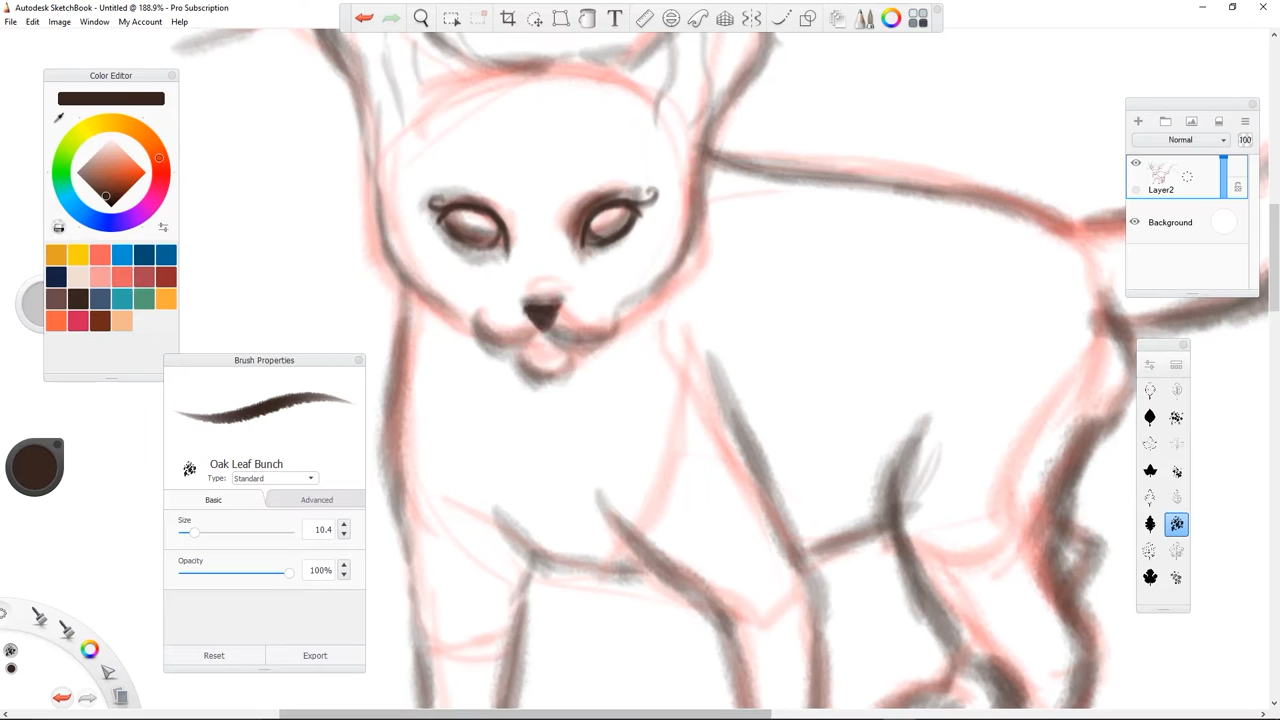 Autodesk SketchBook - Untitled @ 188.9% - Pro Subscription
File Edit Image Window My Account Help
T
Color Editor
Normal
100
Layer2
Background
Brush Properties
Oak Leaf Bunch
Type: Standard
Basic Advanced
Size
10.4
Opacity
100%
Reset Export